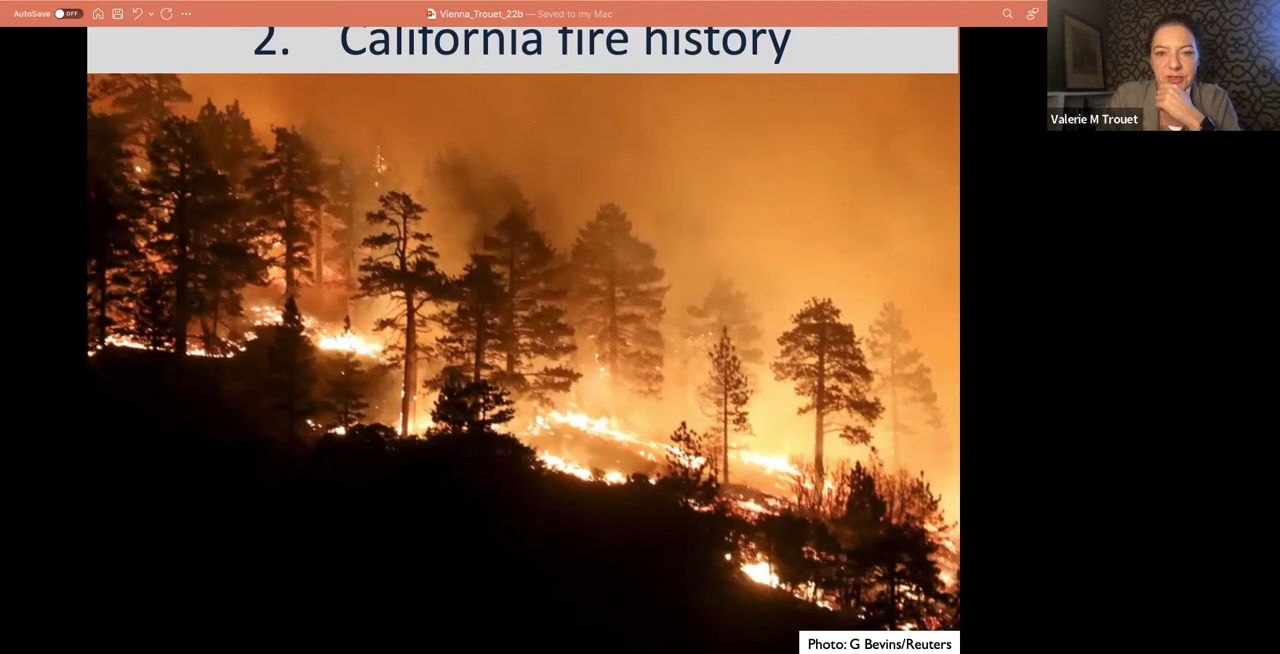 AutoSave OFF
Vienna_Trouet_22b — Saved to my Mac
2. California fire history
Valerie M Trouet
Photo: G Bevins/Reuters